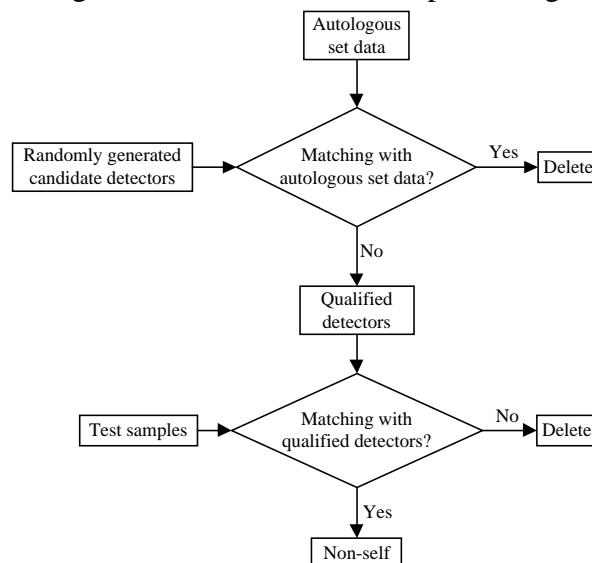 Autologous
set data
Randomly generated
candidate detectors
Matching with
autologous set data?
Yes
Delete
No
Qualified
detectors
Test samples
Matching with
qualified detectors?
No
Delete
Yes
Non-self